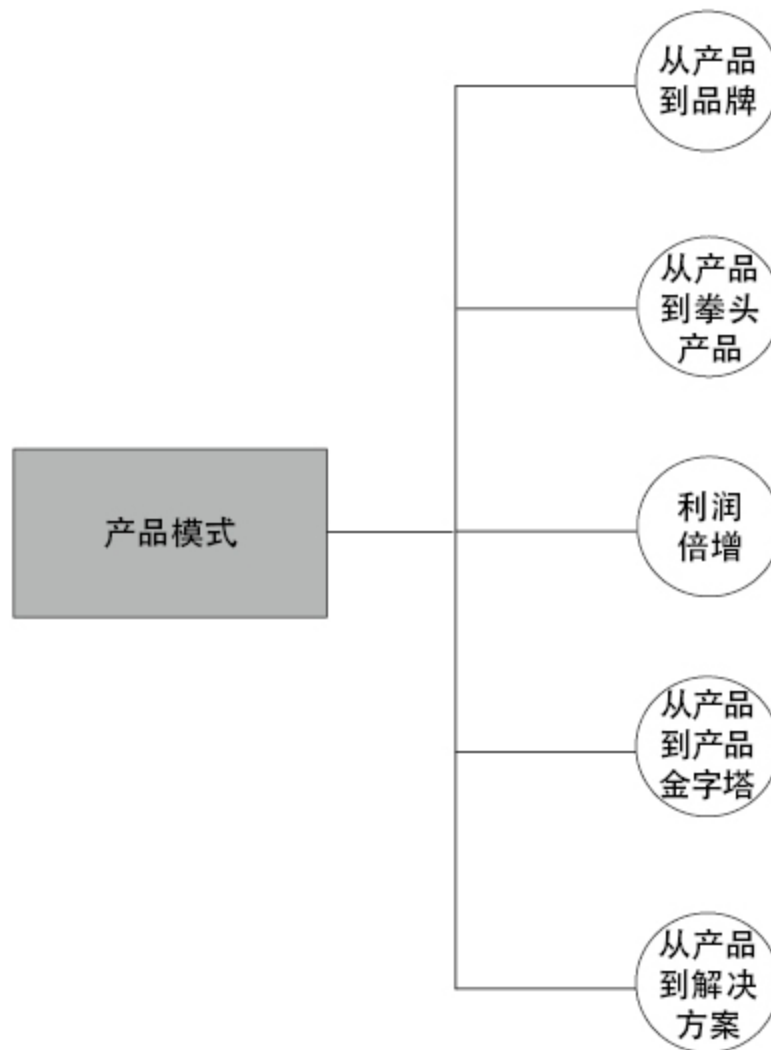 从产品
到品牌
从产品
到拳头
产品
产品模式
利润
倍增
从产品
到产品
金字塔
从产品
到解决
方案